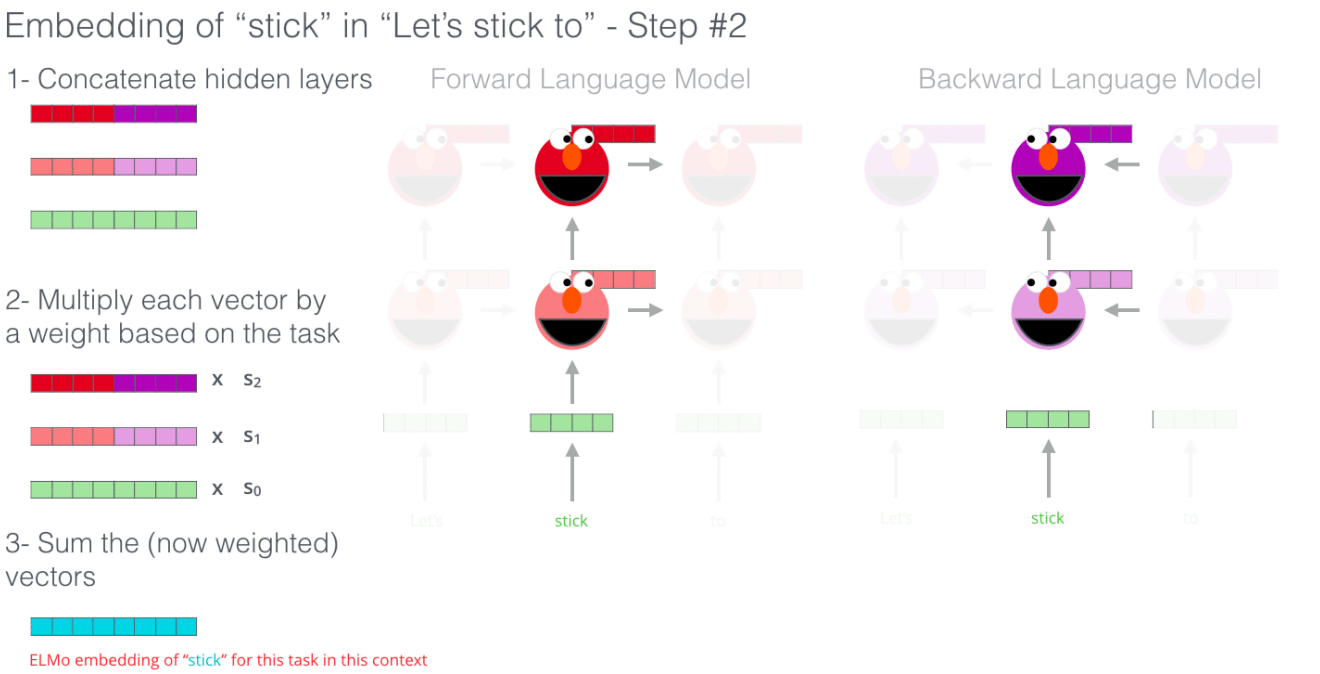 Embedding of “stick” in “Let’s stick to” - Step #2
1- Concatenate hidden layers
Forward Language Model
Backward Language Model
2- Multiply each vector by
a weight based on the task
x s₂
x s₁
x s₀
Let's
stick
to
Let's
stick
to
3- Sum the (now weighted)
vectors
ELMo embedding of “stick” for this task in this context